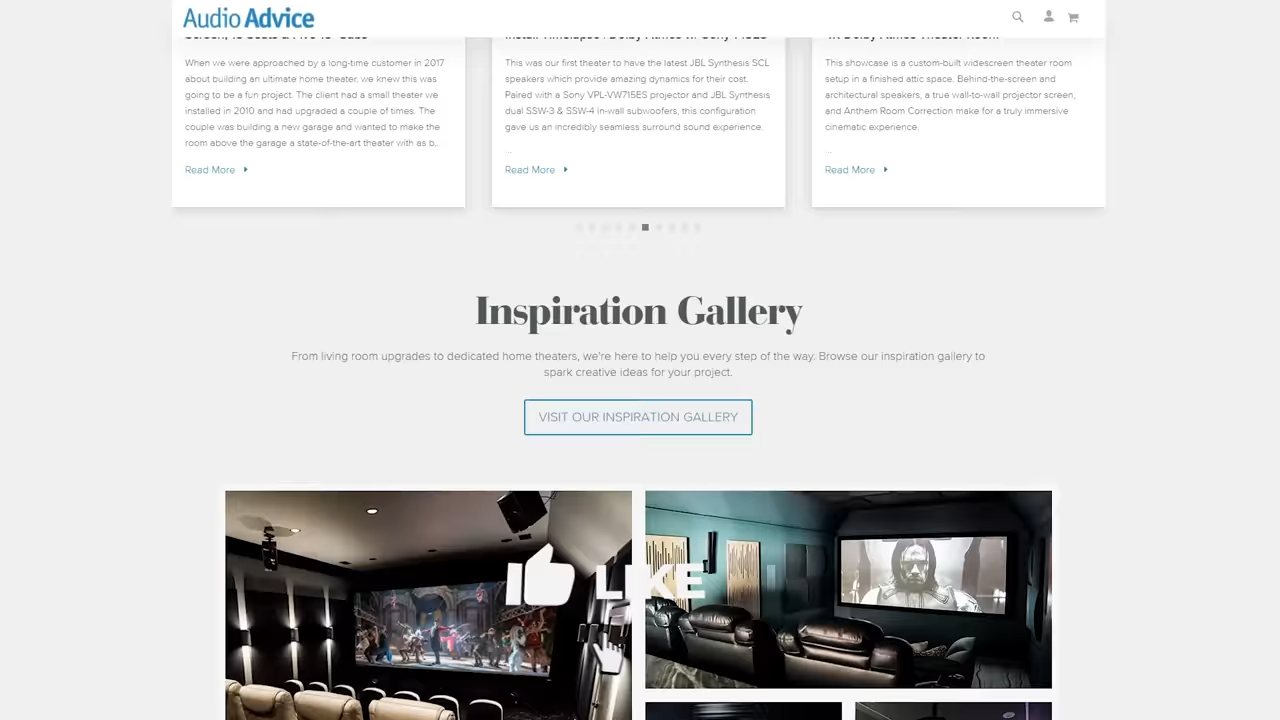 Audio Advice
When we were approached by a long-time customer in 2017
about building an ultimate home theater, we knew this was
going to be a fun project. The client had a small theater we
installed in 2010 and had upgraded a couple of times. The
couple was building a new garage and wanted to make the
room above the garage a state-of-the-art theater with as b...
Read More
This was our first theater to have the latest JBL Synthesis SCL
speakers which provide amazing dynamics for their cost.
Paired with a Sony VPL-VW715ES projector and JBL Synthesis
dual SSW-3 & SSW-4 in-wall subwoofers, this configuration
gave us an incredibly seamless surround sound experience.
...
Read More
This showcase is a custom-built widescreen theater room
setup in a finished attic space. Behind-the-screen and
architectural speakers, a true wall-to-wall projector screen,
and Anthem Room Correction make for a truly immersive
cinematic experience.
...
Read More
Inspiration Gallery
From living room upgrades to dedicated home theaters, we're here to help you every step of the way. Browse our inspiration gallery to
spark creative ideas for your project.
VISIT OUR INSPIRATION GALLERY
LIKE